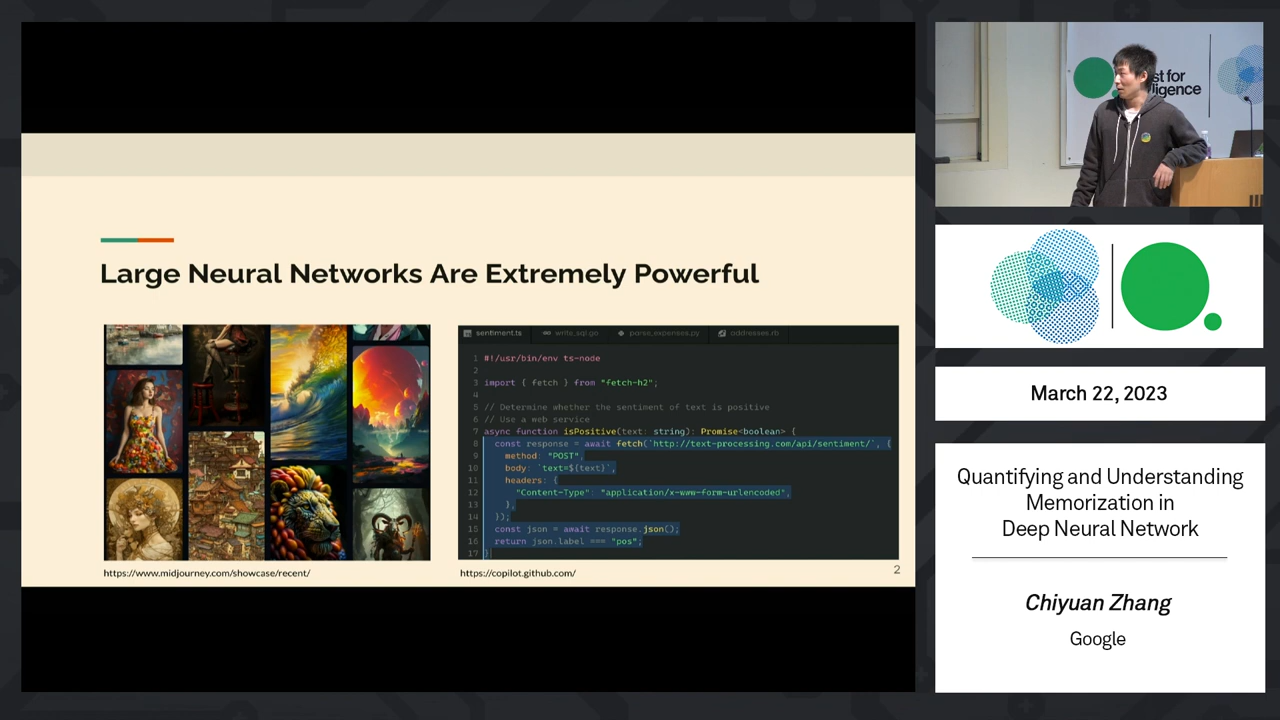 Large Neural Networks Are Extremely Powerful
sentiment.ts
write_sql.go
parse_expenses.py
addresses.rb
1 #!/usr/bin/env ts-node
2
3 import { fetch } from "fetch-h2";
4
5 // Determine whether the sentiment of text is positive
6 // Use a web service
7 async function isPositive(text: string): Promise<boolean> {
8 const response = await fetch(`http://text-processing.com/api/sentiment/`, {
9 method: "POST",
10 body: `text=${text}`,
11 headers: {
12 "Content-Type": "application/x-www-form-urlencoded",
13 },
14 });
15 const json = await response.json();
16 return json.label === "pos";
17 }
https://www.midjourney.com/showcase/recent/
https://copilot.github.com/
2
st for
ligence
March 22, 2023
Quantifying and Understanding
Memorization in
Deep Neural Network
Chiyuan Zhang
Google